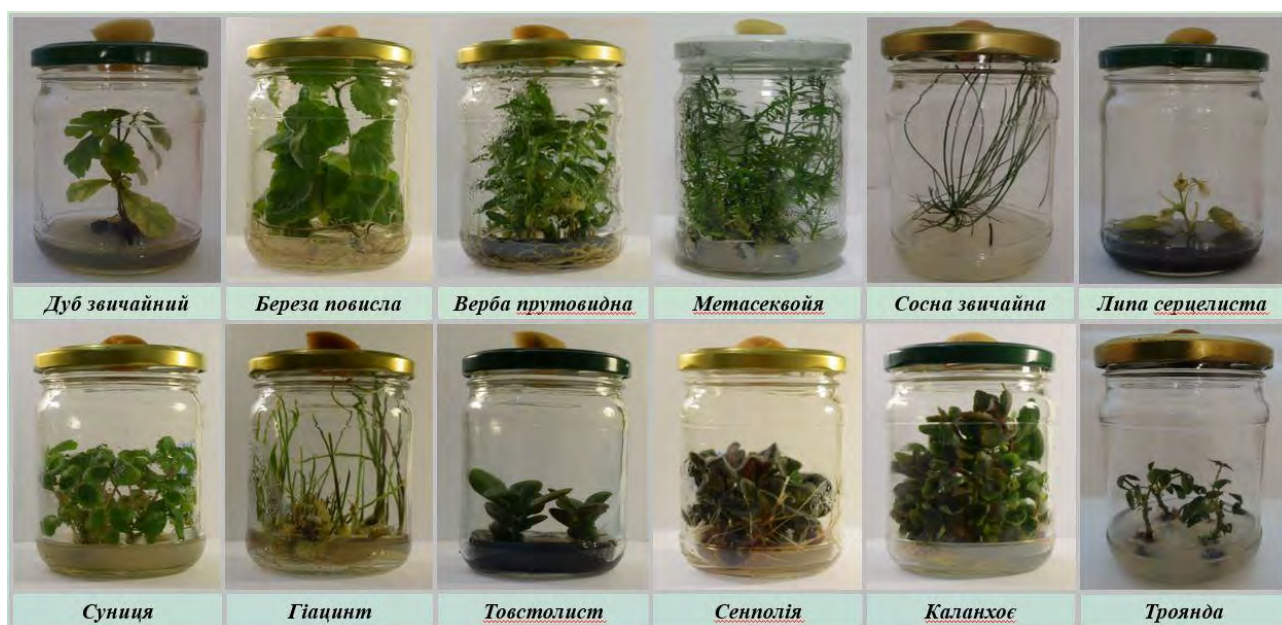 Дуб звичайний
Береза повисла
Верба прутовидна
Метасеквойя
Сосна звичайна
Липа серцелиста
Суниця
Гіацинт
Товстолист
Сенполія
Каланхоє
Троянда